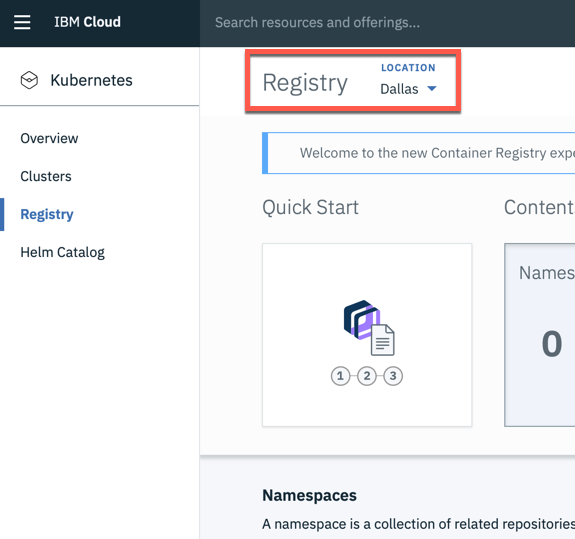 IBM Cloud
Search resources and offerings...
Kubernetes
Overview
Clusters
Registry
Helm Catalog
Registry
LOCATION
Dallas
Welcome to the new Container Registry expe
Quick Start
Content
Names
0
1 2 3
Namespaces
A namespace is a collection of related repositories